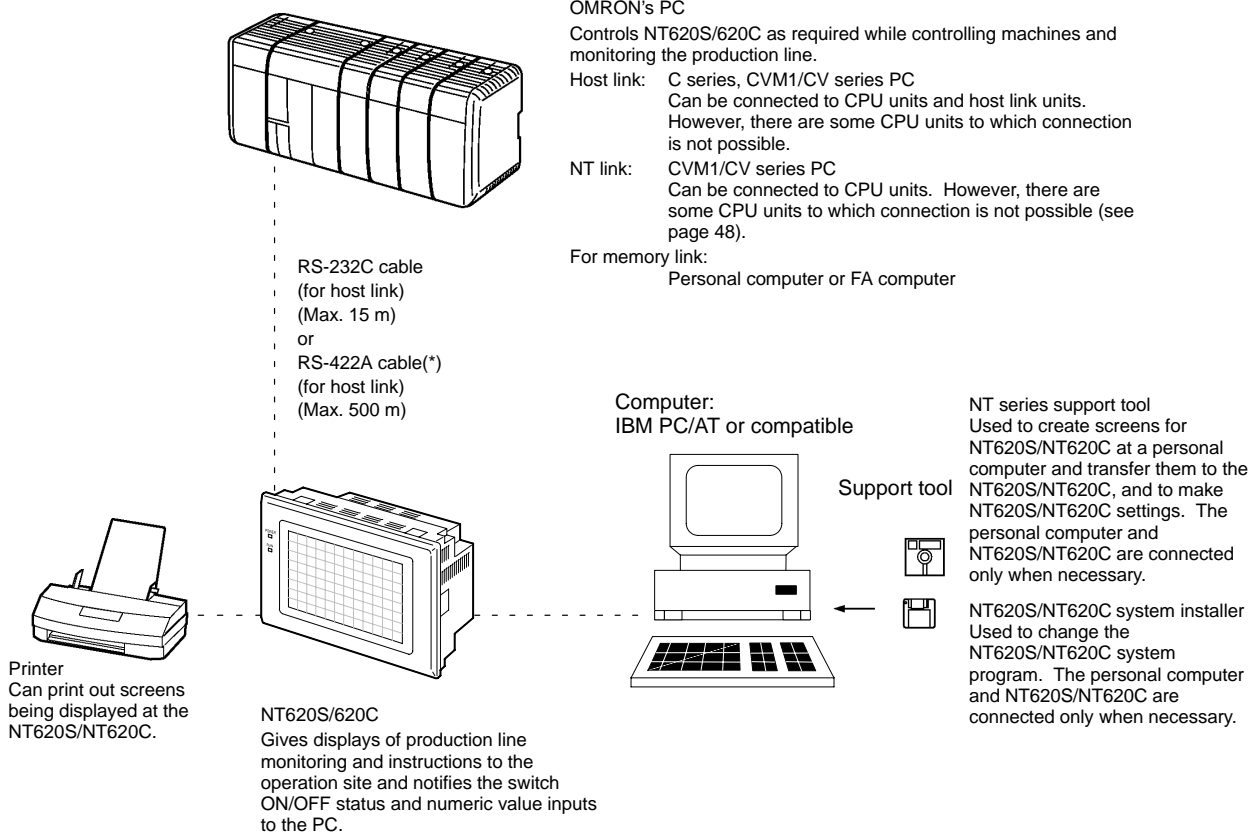 OMRON's PC
Controls NT620S/620C as required while controlling machines and
monitoring the production line.
Host link: C series, CVM1/CV series PC
Can be connected to CPU units and host link units.
However, there are some CPU units to which connection
is not possible.
NT link: CVM1/CV series PC
Can be connected to CPU units. However, there are
some CPU units to which connection is not possible (see
page 48).
For memory link:
Personal computer or FA computer
RS-232C cable
(for host link)
(Max. 15 m)
or
RS-422A cable(*)
(for host link)
(Max. 500 m)
Computer:
IBM PC/AT or compatible
Support tool
NT series support tool
Used to create screens for
NT620S/NT620C at a personal
computer and transfer them to the
NT620S/NT620C, and to make
NT620S/NT620C settings. The
personal computer and
NT620S/NT620C are connected
only when necessary.
NT620S/NT620C system installer
Used to change the
NT620S/NT620C system
program. The personal computer
and NT620S/NT620C are
connected only when necessary.
Printer
Can print out screens
being displayed at the
NT620S/NT620C.
NT620S/620C
Gives displays of production line
monitoring and instructions to the
operation site and notifies the switch
ON/OFF status and numeric value inputs
to the PC.